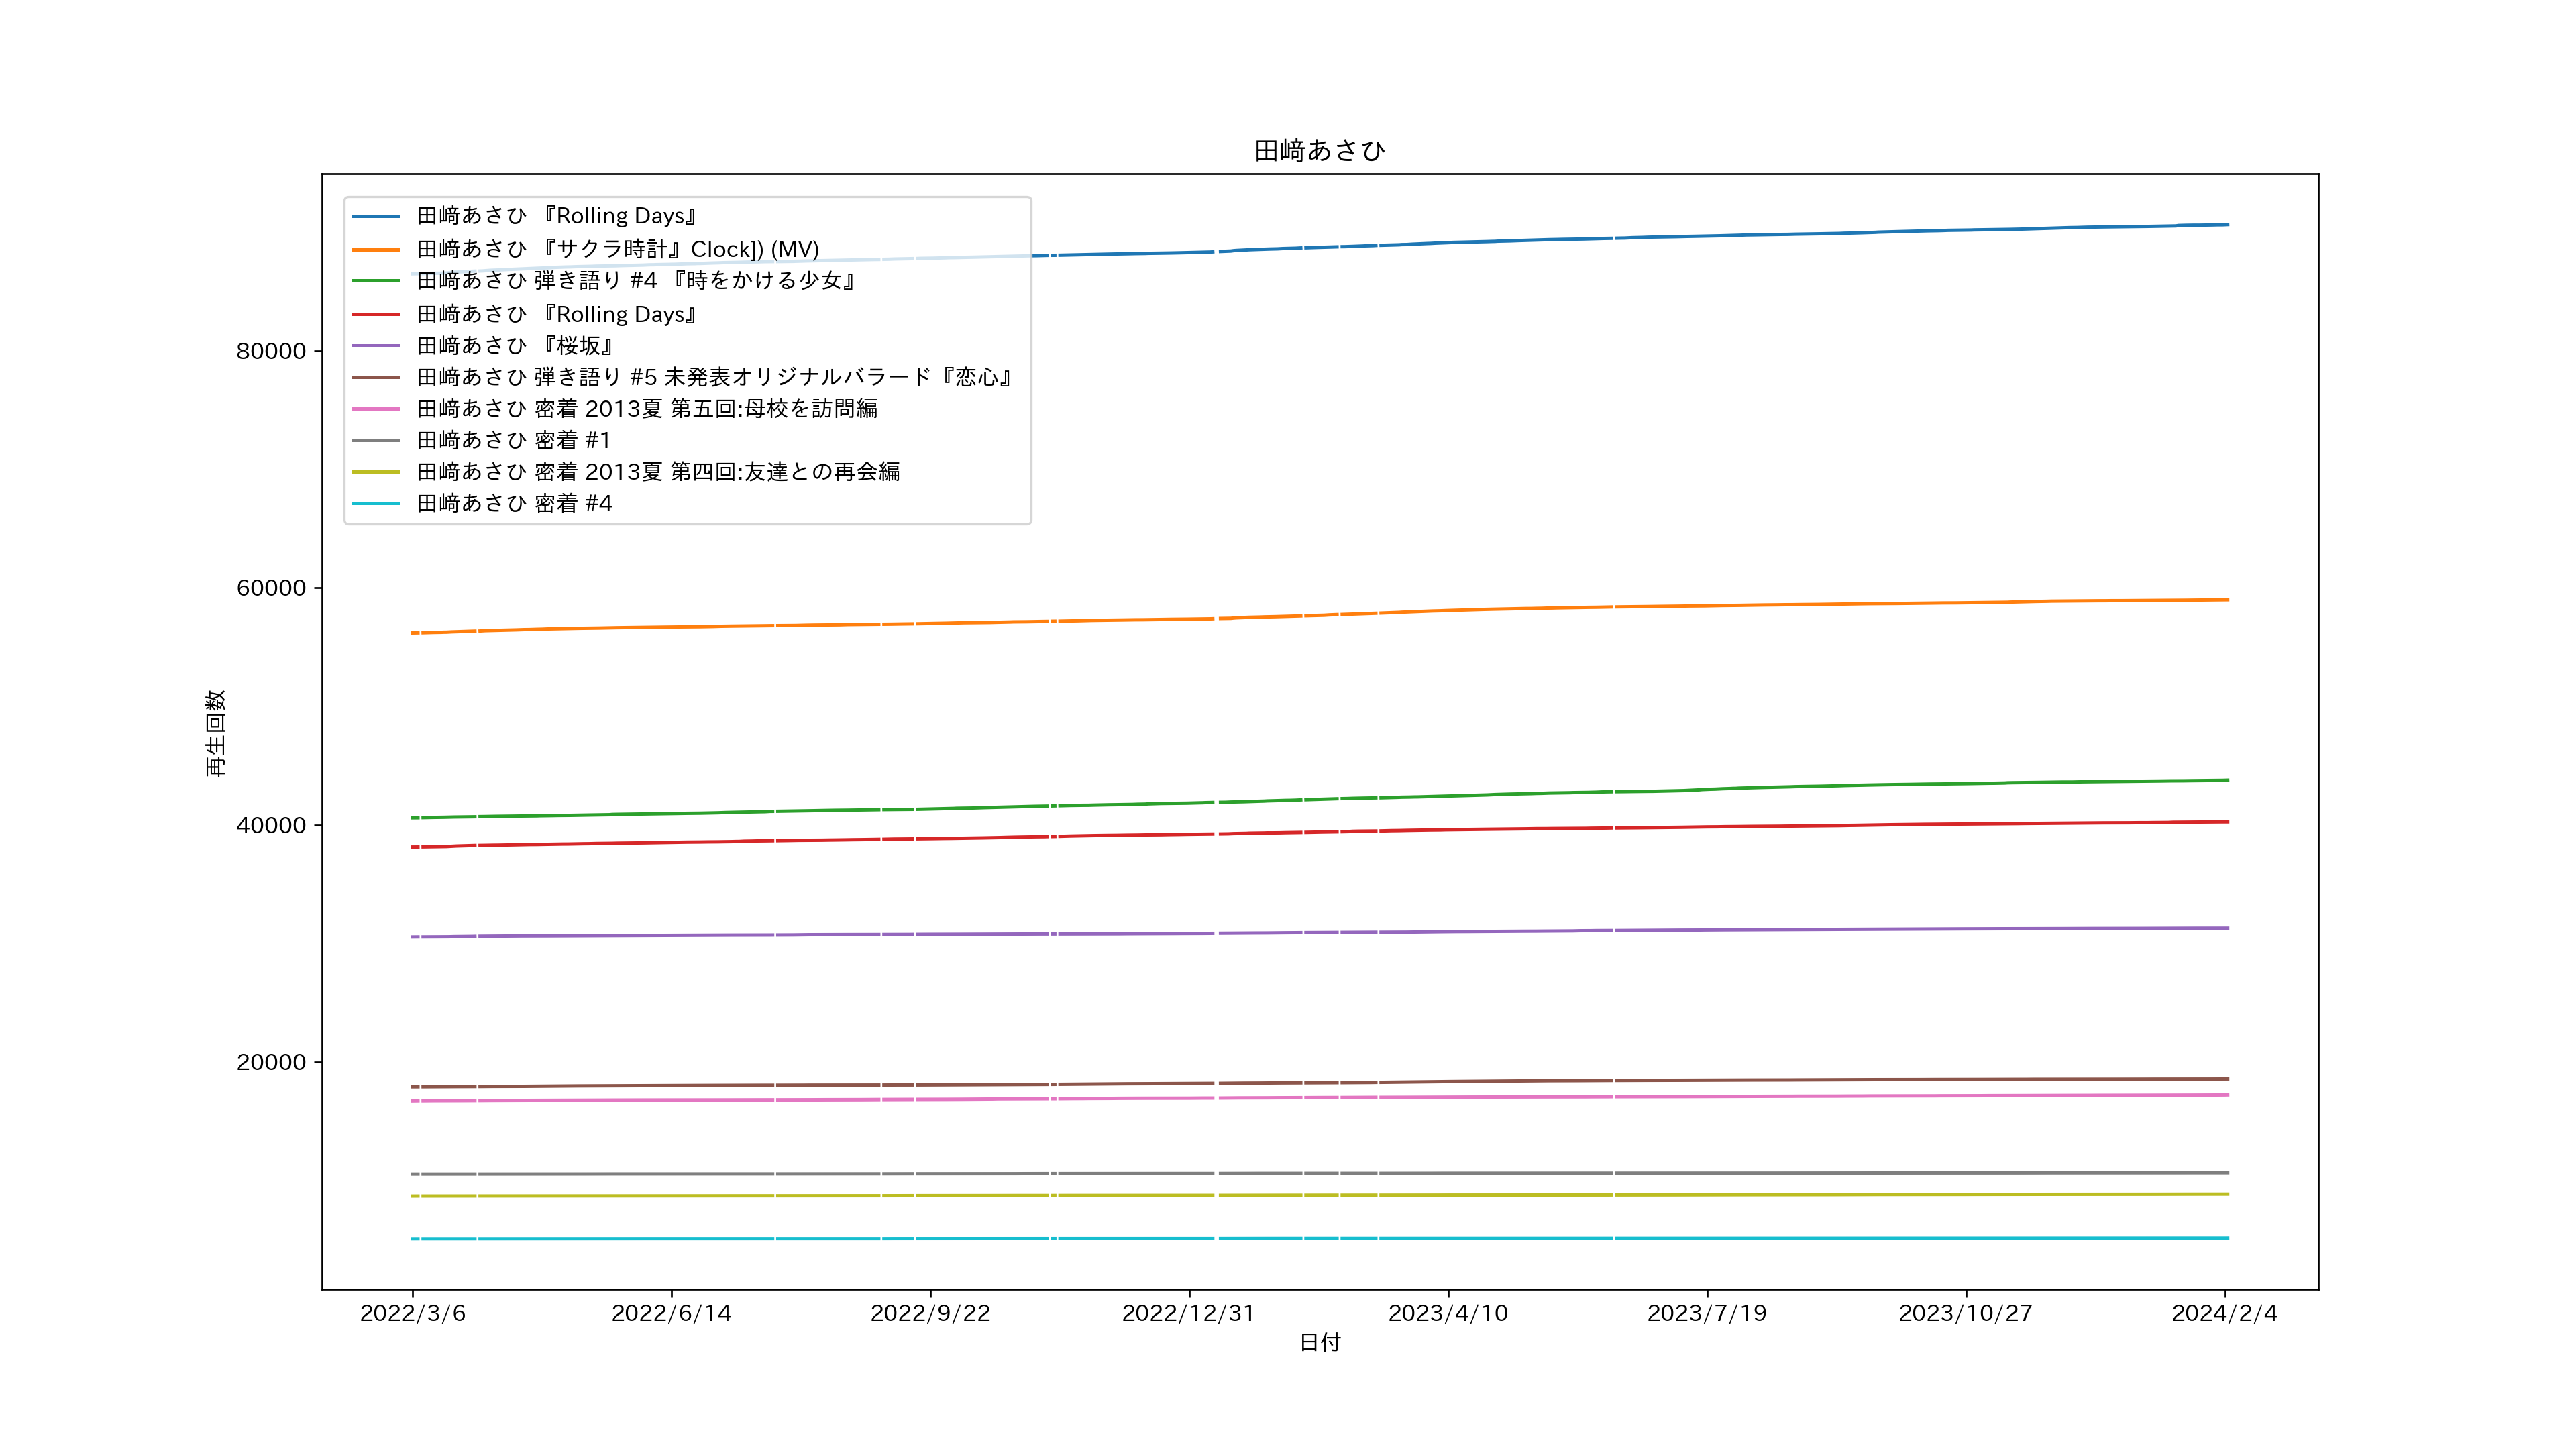 田﨑あさひ
田﨑あさひ 『Rolling Days』
田﨑あさひ 『サクラ時計』Clock]) (MV)
田﨑あさひ 弾き語り #4 『時をかける少女』
田﨑あさひ 『Rolling Days』
田﨑あさひ 『桜坂』
田﨑あさひ 弾き語り #5 未発表オリジナルバラード『恋心』
田﨑あさひ 密着 2013夏 第五回:母校を訪問編
田﨑あさひ 密着 #1
田﨑あさひ 密着 2013夏 第四回:友達との再会編
田﨑あさひ 密着 #4
80000
60000
40000
20000
再生回数
2022/3/6 2022/6/14 2022/9/22 2022/12/31 2023/4/10 2023/7/19 2023/10/27 2024/2/4
日付